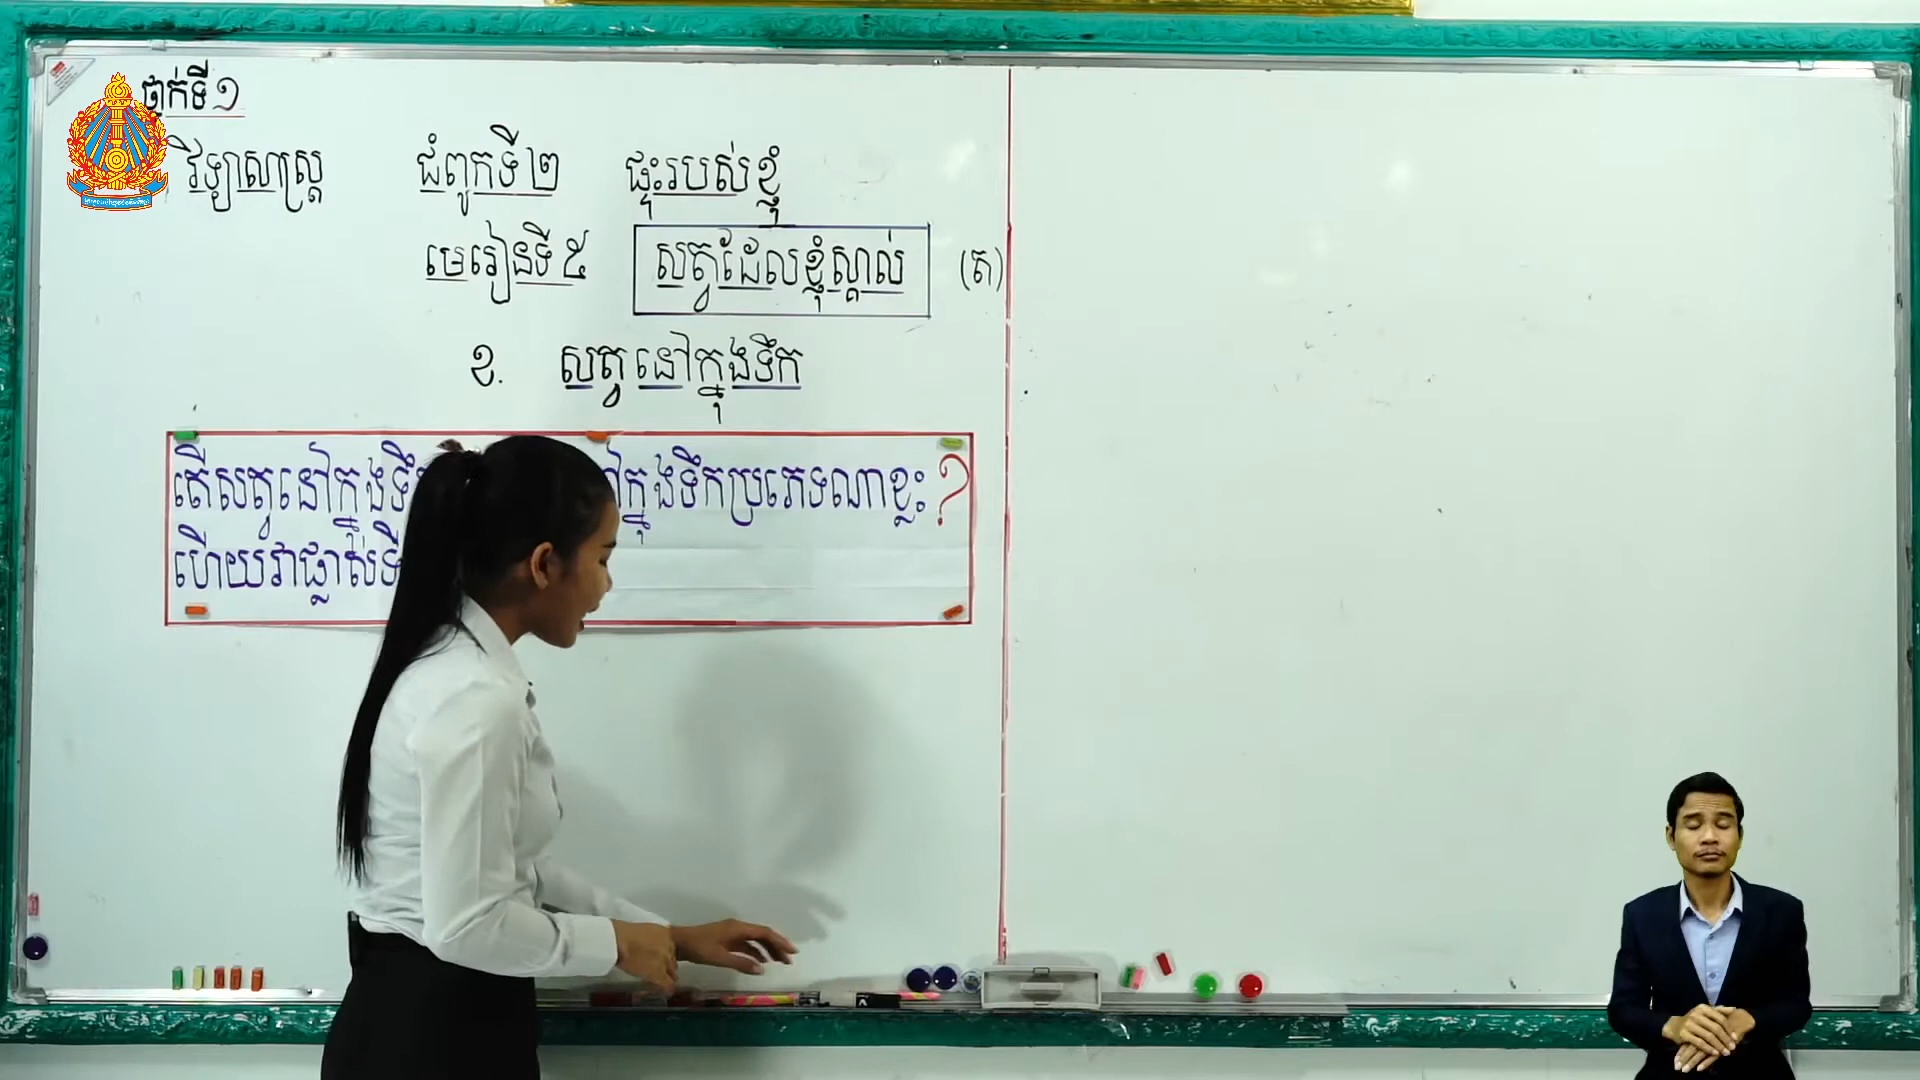 ថ្នាក់ទី១
វិទ្យាសាស្ត្រ ជំពូកទី២ ផ្ទះរបស់ខ្ញុំ
មេរៀនទី៥ សត្វដែលខ្ញុំស្គាល់ (ត)
ខ. សត្វនៅក្នុងទឹក
តើសត្វនៅក្នុងទឹក នៅក្នុងទឹកប្រភេទណាខ្លះ?
ហើយវាផ្លាស់ទី